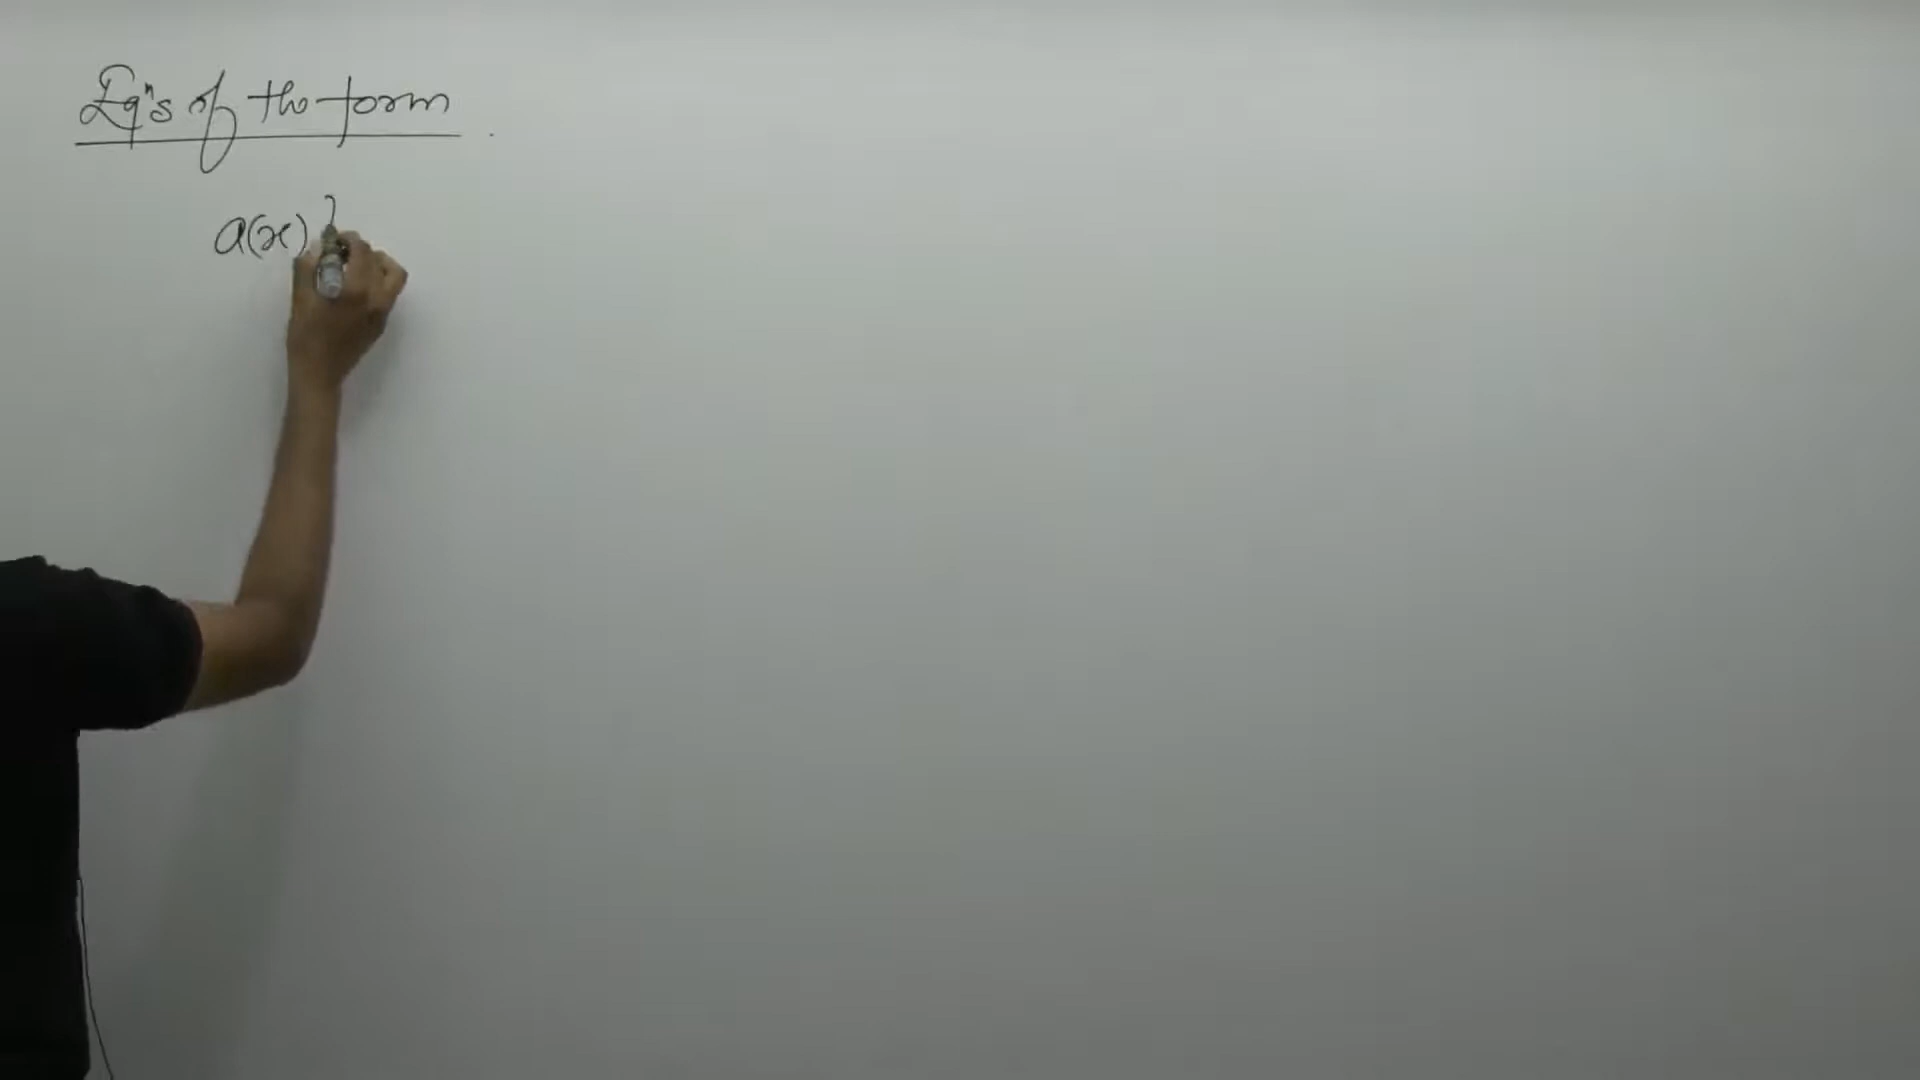 Eqⁿs of the form
a(x)